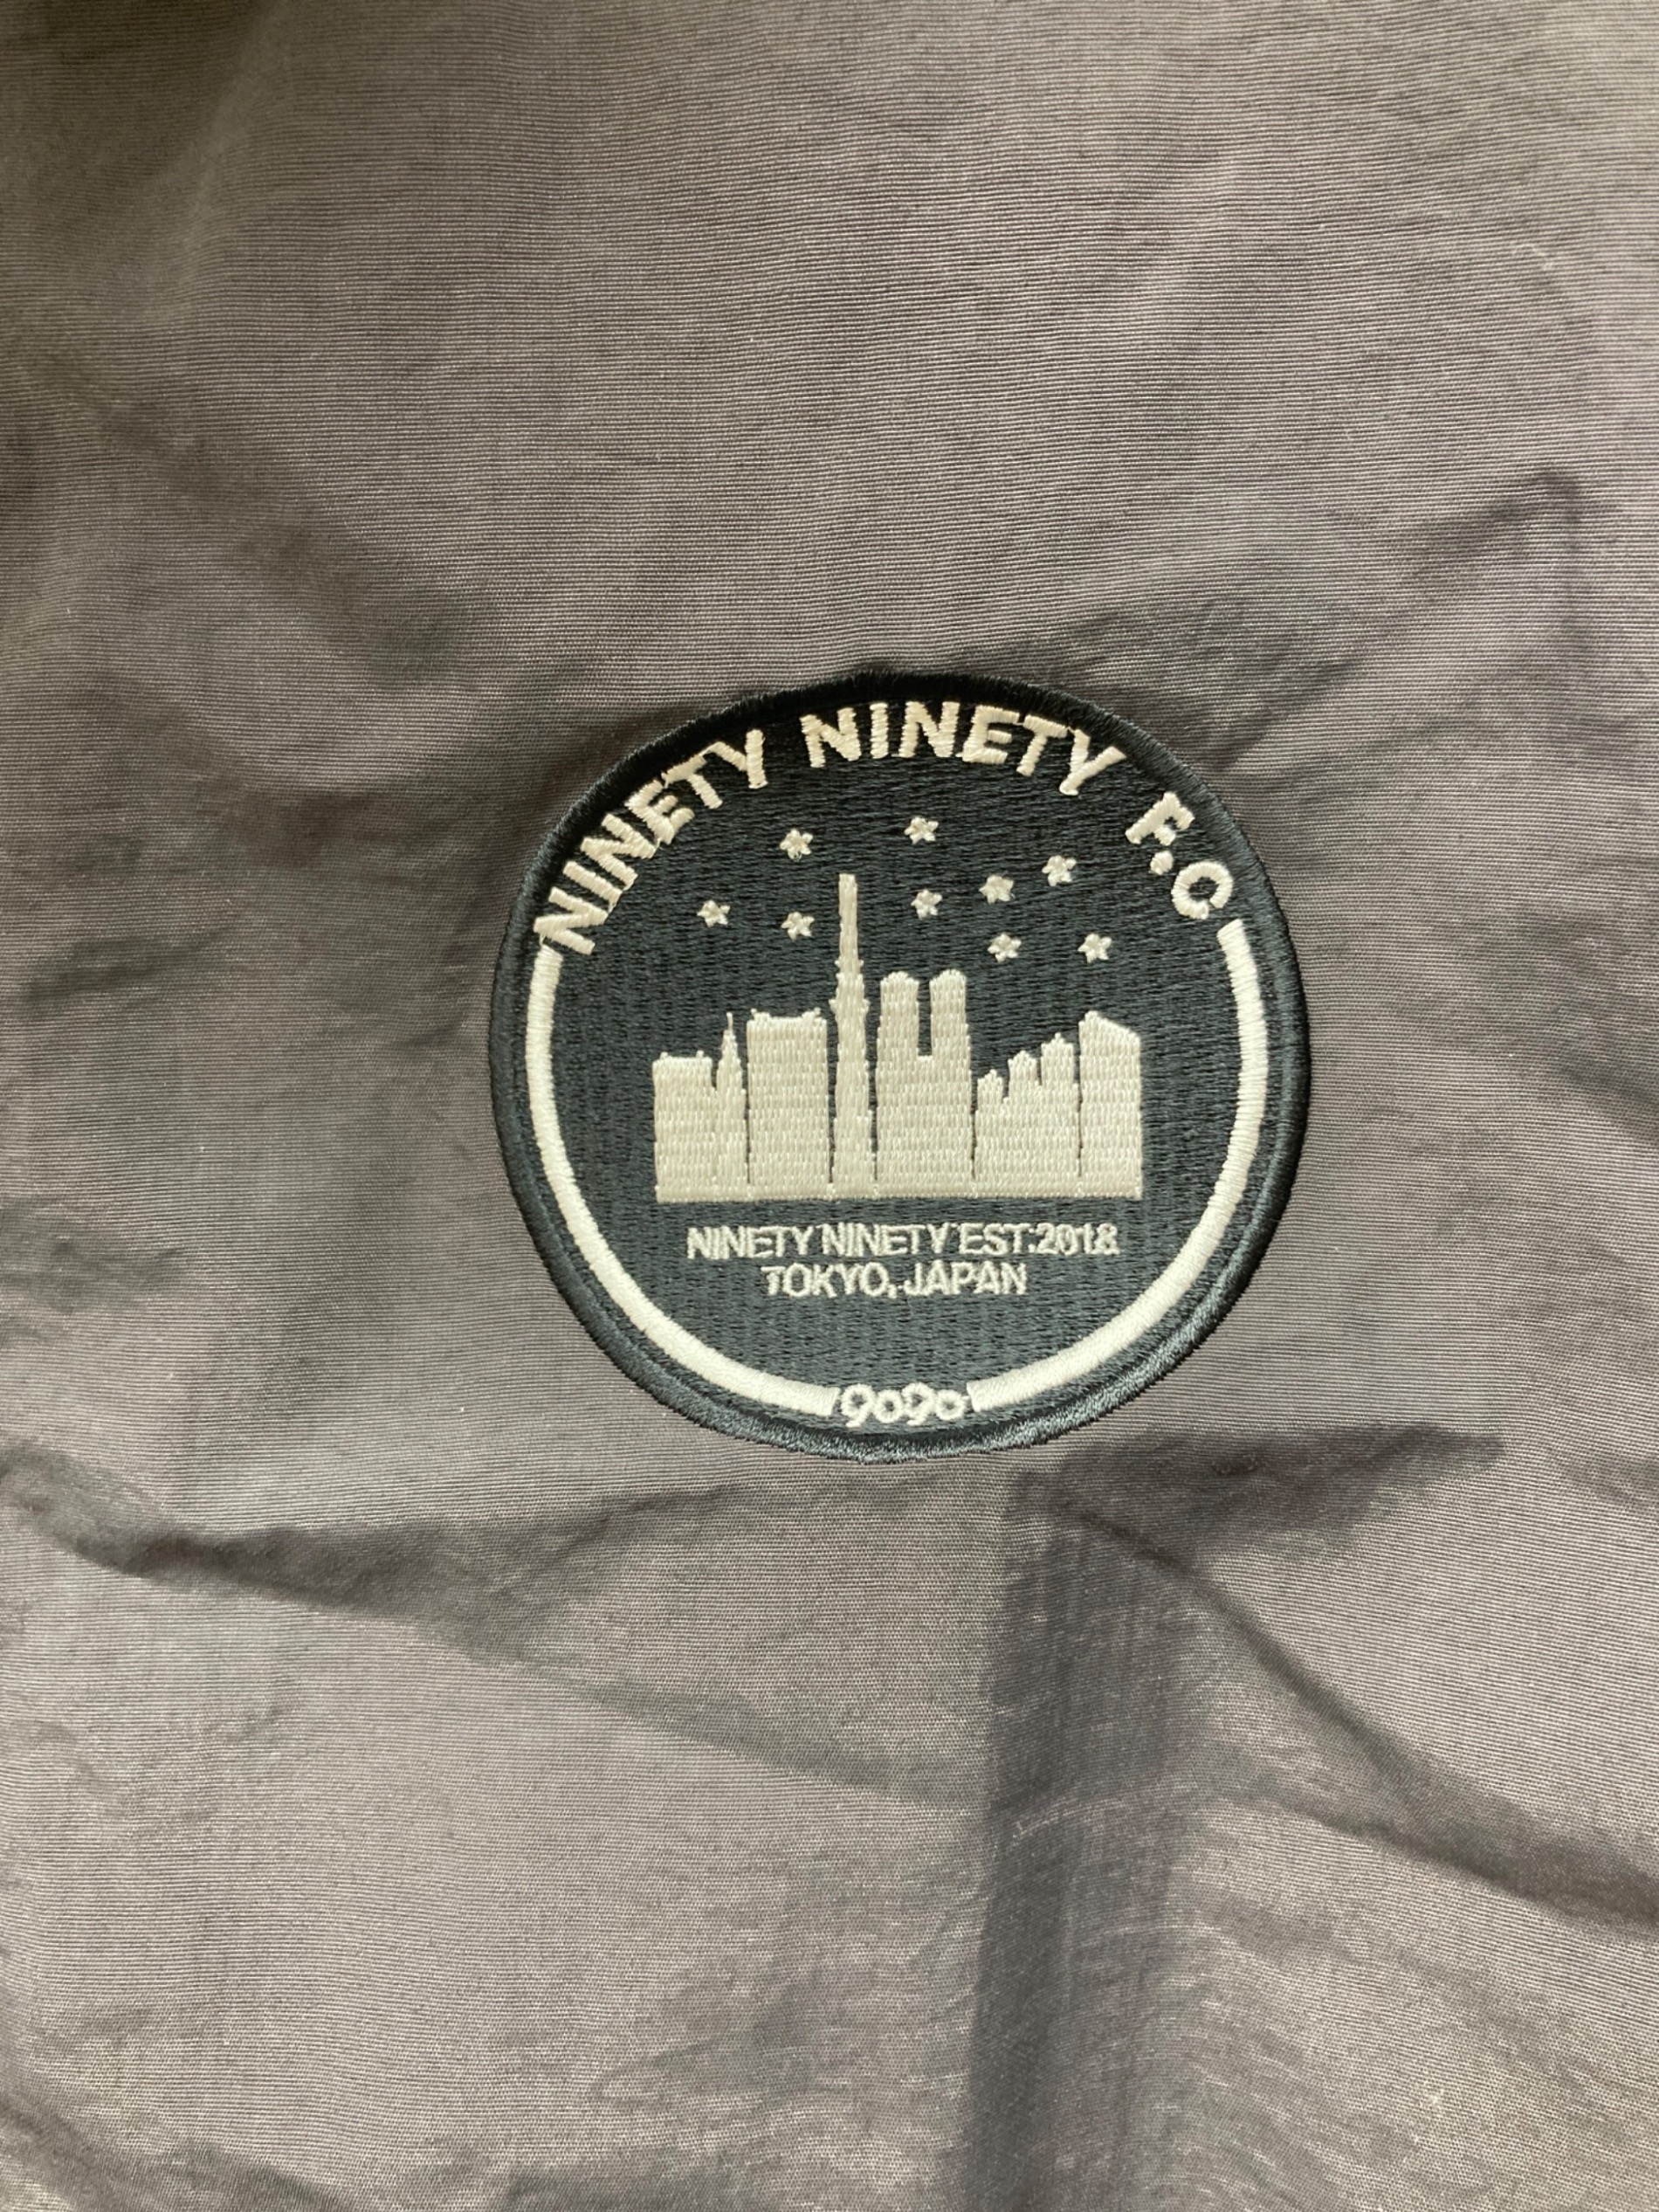 NINETY NINETY F.C
NINETY NINETY EST.2018
TOKYO, JAPAN
9090